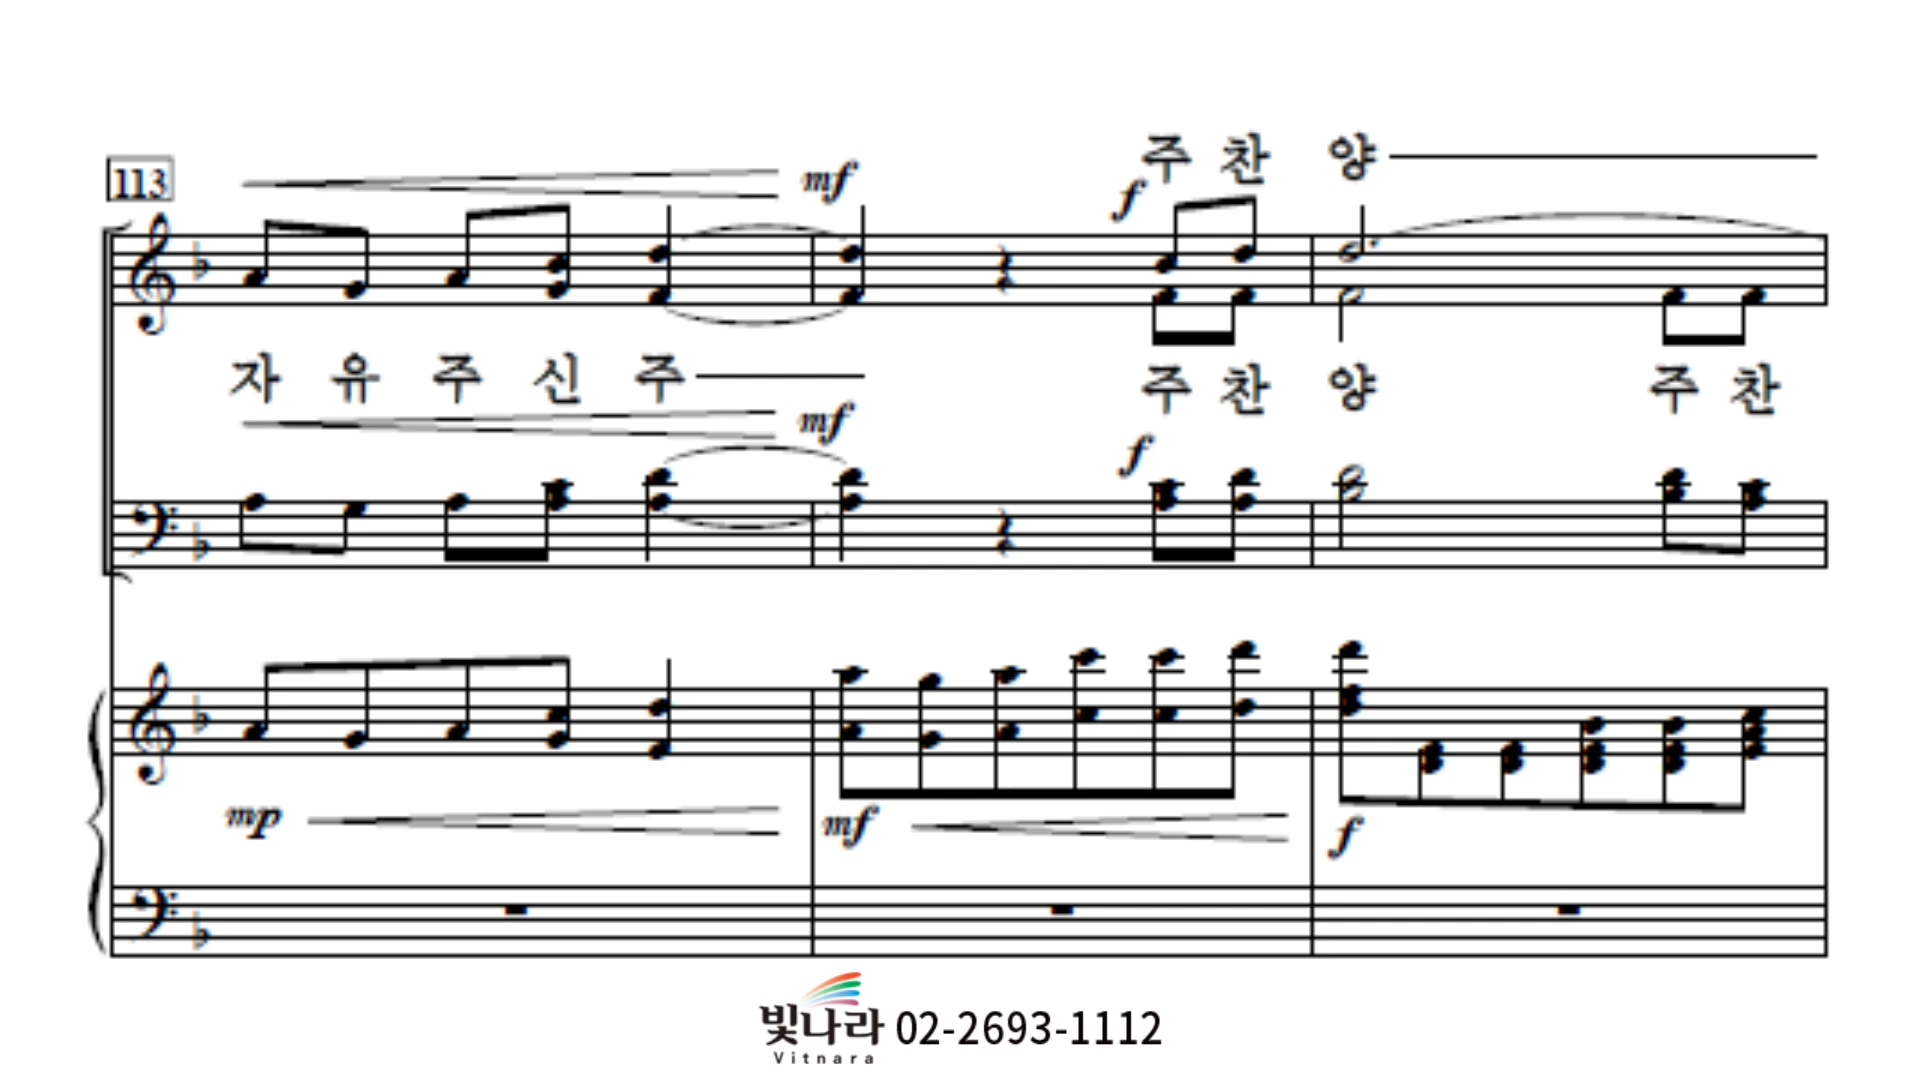 주 찬 양
113
mf
f
자 유 주 신 주 주 찬 양 주 찬
mf
f
mp mf f
빛나라 02-2693-1112
Vitnara